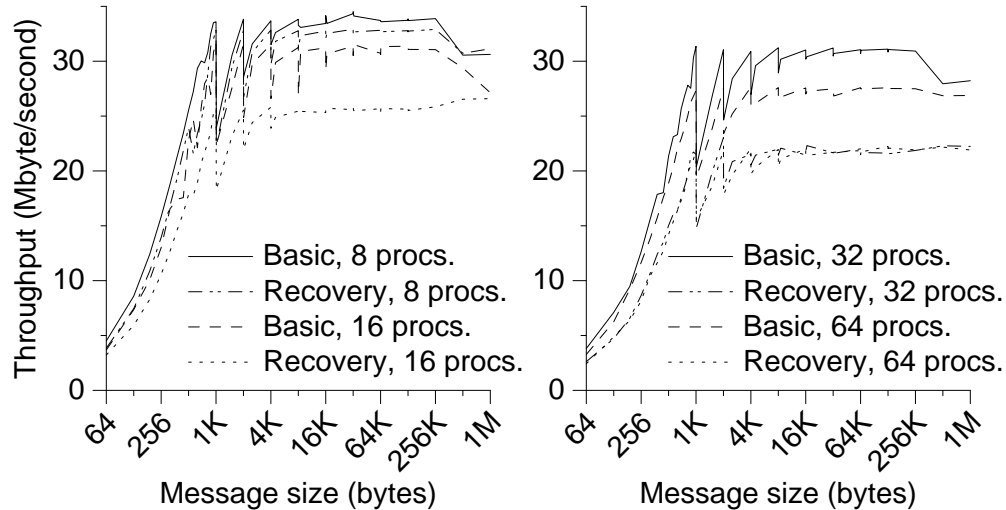 Throughput (Mbyte/second)
30
20
10
0
Basic, 8 procs.
Recovery, 8 procs.
Basic, 16 procs.
Recovery, 16 procs.
64
256
1K
4K
16K
64K
256K
1M
Message size (bytes)
30
20
10
0
Basic, 32 procs.
Recovery, 32 procs.
Basic, 64 procs.
Recovery, 64 procs.
64
256
1K
4K
16K
64K
256K
1M
Message size (bytes)